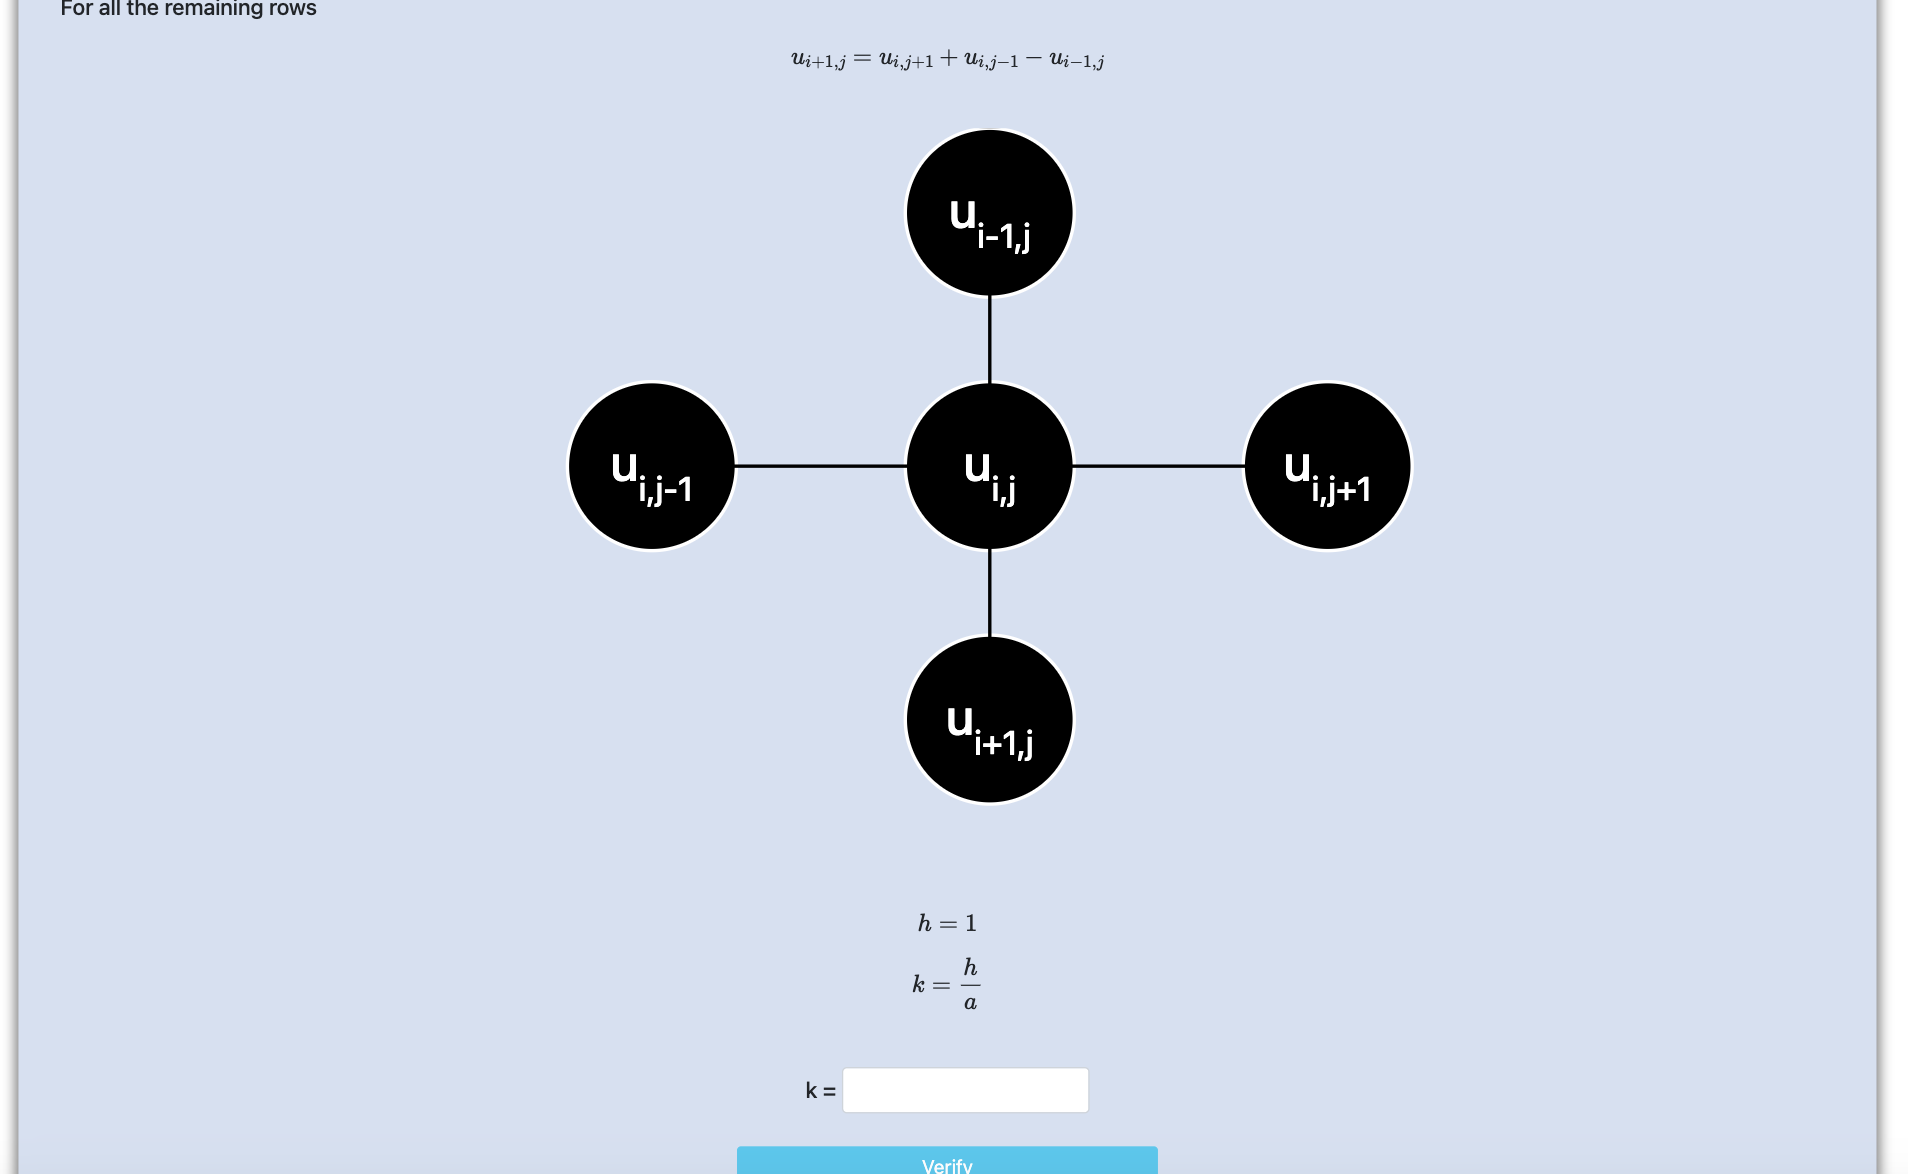 For all the remaining rows
u_{i+1,j} = u_{i,j+1} + u_{i,j−1} − u_{i−1,j}
u_{i-1,j}
u_{i,j-1} u_{i,j} u_{i,j+1}
u_{i+1,j}
h = 1
k = h/a
k =
Verify